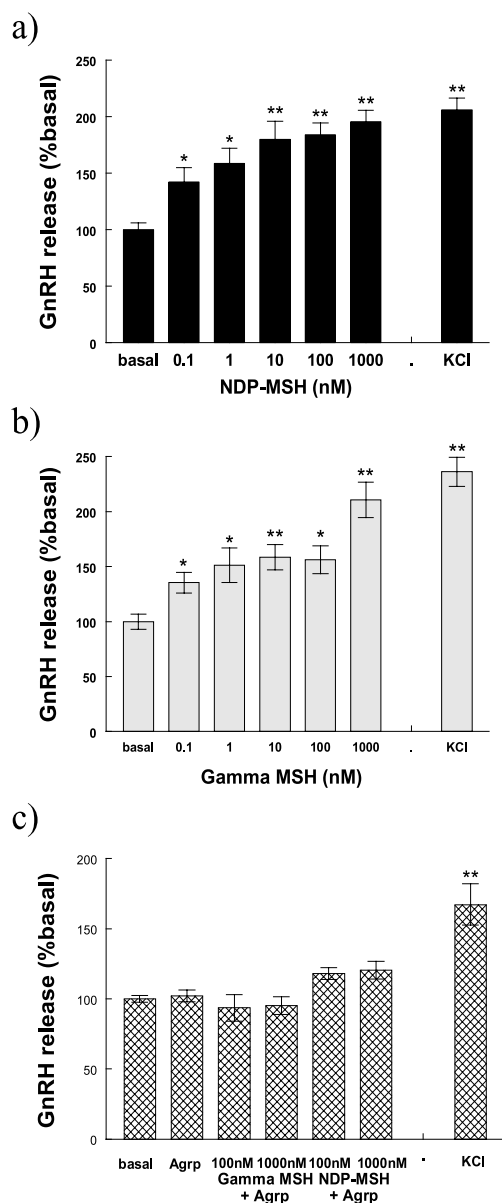 a)
GnRH release (%basal)
250
200
150
100
50
0
* * ** ** ** **
basal 0.1 1 10 100 1000 . KCl
NDP-MSH (nM)
b)
GnRH release (%basal)
250
200
150
100
50
0
* * ** * ** **
basal 0.1 1 10 100 1000 . KCl
Gamma MSH (nM)
c)
GnRH release (%basal)
200
150
100
50
0
**
basal Agrp 100nM 1000nM 100nM 1000nM . KCl
Gamma MSH NDP-MSH
+ Agrp + Agrp